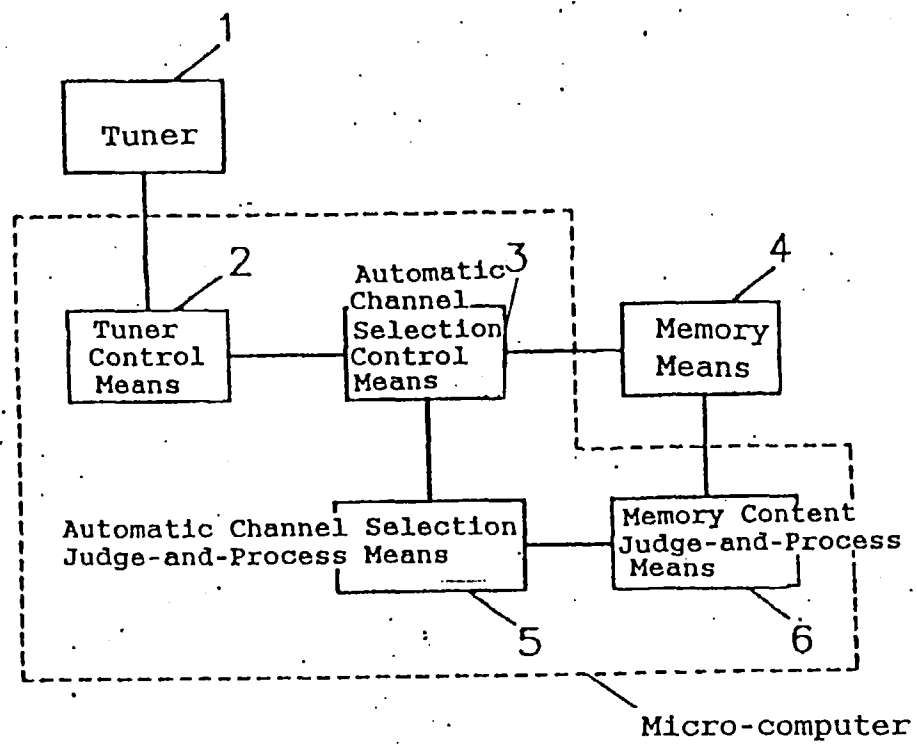 1
Tuner
2
Tuner
Control
Means
3
Automatic
Channel
Selection
Control
Means
4
Memory
Means
Automatic Channel Selection
Judge-and-Process Means
5
Memory Content
Judge-and-Process
Means
6
Micro-computer